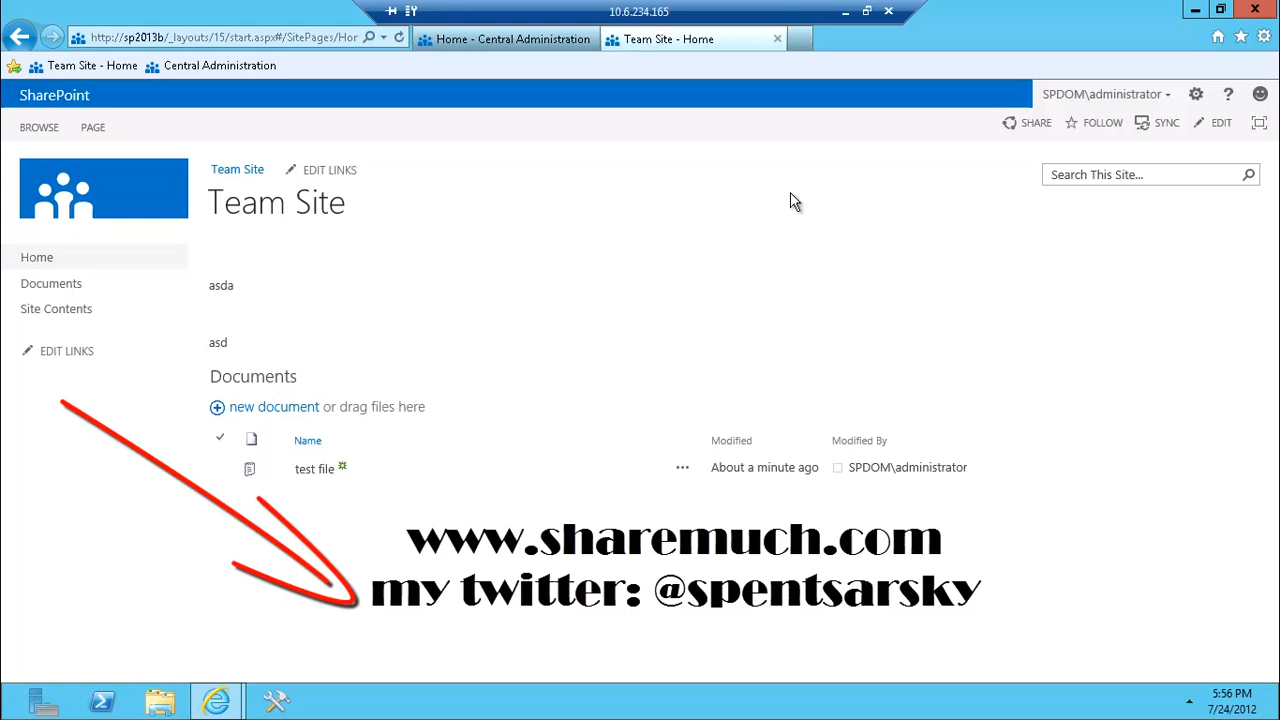 10.6.234.165
http://sp2013b/_layouts/15/start.aspx#/SitePages/Hor
Home - Central Administration
Team Site - Home
Team Site - Home
Central Administration
SharePoint
SPDOM\administrator
BROWSE
PAGE
SHARE
FOLLOW
SYNC
EDIT
Team Site
EDIT LINKS
Search This Site...
Team Site
Home
Documents
Site Contents
EDIT LINKS
asda
asd
Documents
new document or drag files here
Name
Modified
Modified By
test file
About a minute ago
SPDOM\administrator
www.sharemuch.com
my twitter: @spentsarsky
5:56 PM
7/24/2012